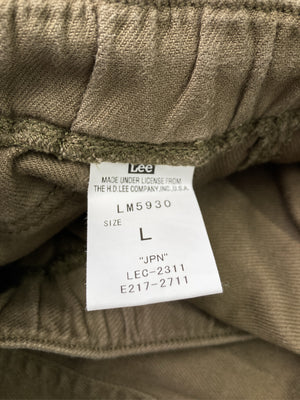 Lee
MADE UNDER LICENSE FROM
THE H.D. LEE COMPANY, INC., U.S.A.
LM5930
SIZE
L
"JPN"
LEC-2311
E217-2711